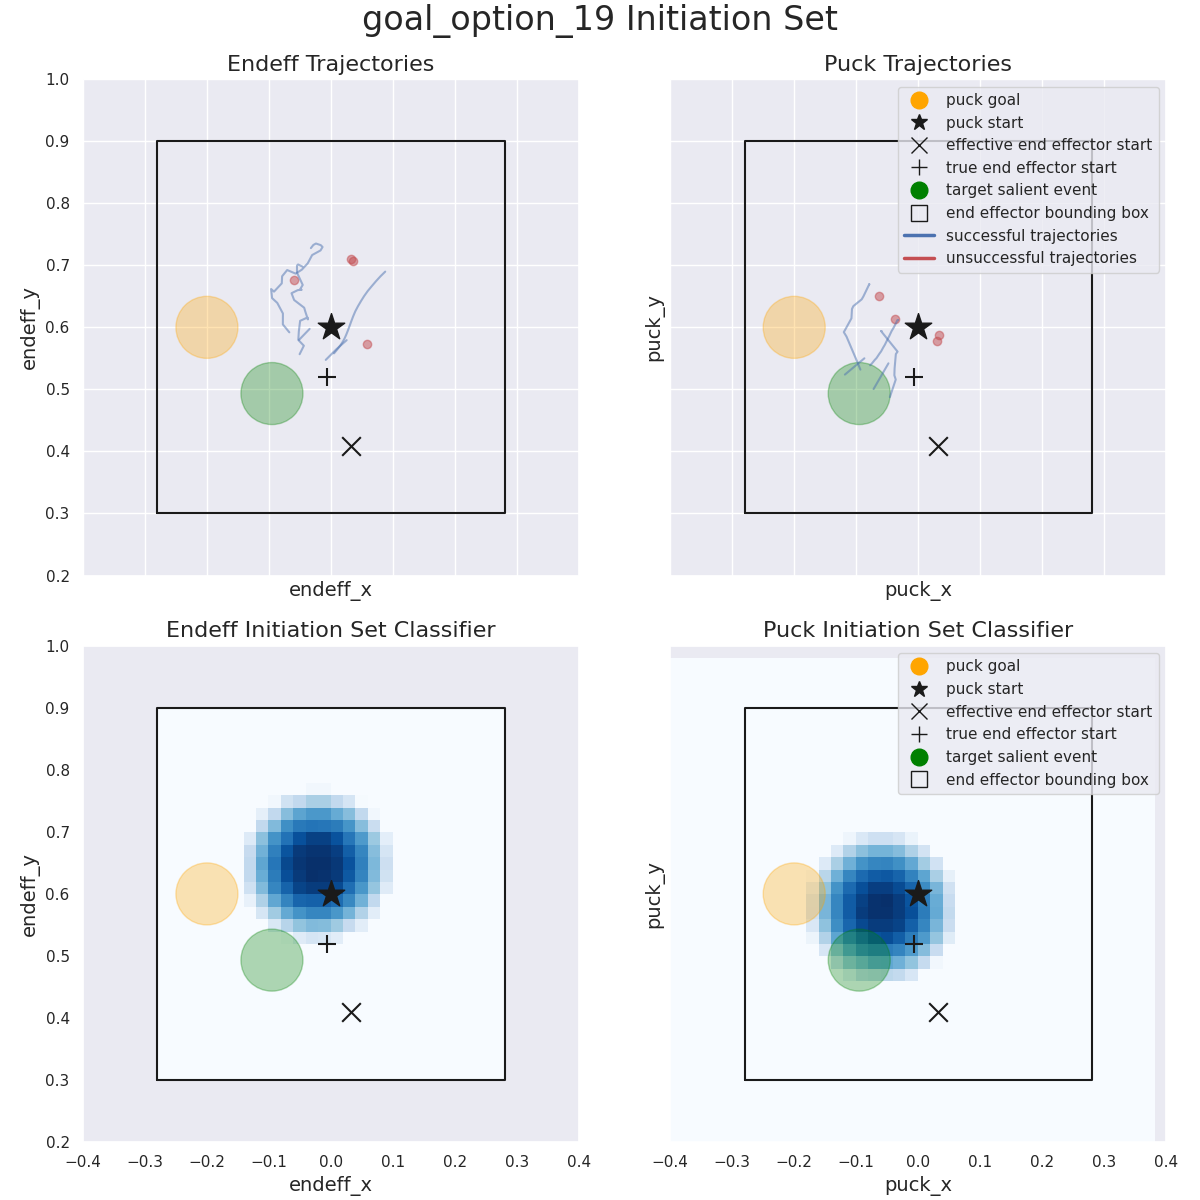 goal_option_19 Initiation Set
Endeff Trajectories
1.0
0.9
0.8
0.7
0.6
0.5
0.4
0.3
0.2
endeff_y
endeff_x
Puck Trajectories
puck goal
puck start
effective end effector start
true end effector start
target salient event
end effector bounding box
successful trajectories
unsuccessful trajectories
puck_y
puck_x
Endeff Initiation Set Classifier
1.0
0.9
0.8
0.7
0.6
0.5
0.4
0.3
0.2
endeff_y
−0.4 −0.3 −0.2 −0.1 0.0 0.1 0.2 0.3 0.4
endeff_x
Puck Initiation Set Classifier
puck goal
puck start
effective end effector start
true end effector start
target salient event
end effector bounding box
puck_y
−0.4 −0.3 −0.2 −0.1 0.0 0.1 0.2 0.3 0.4
puck_x